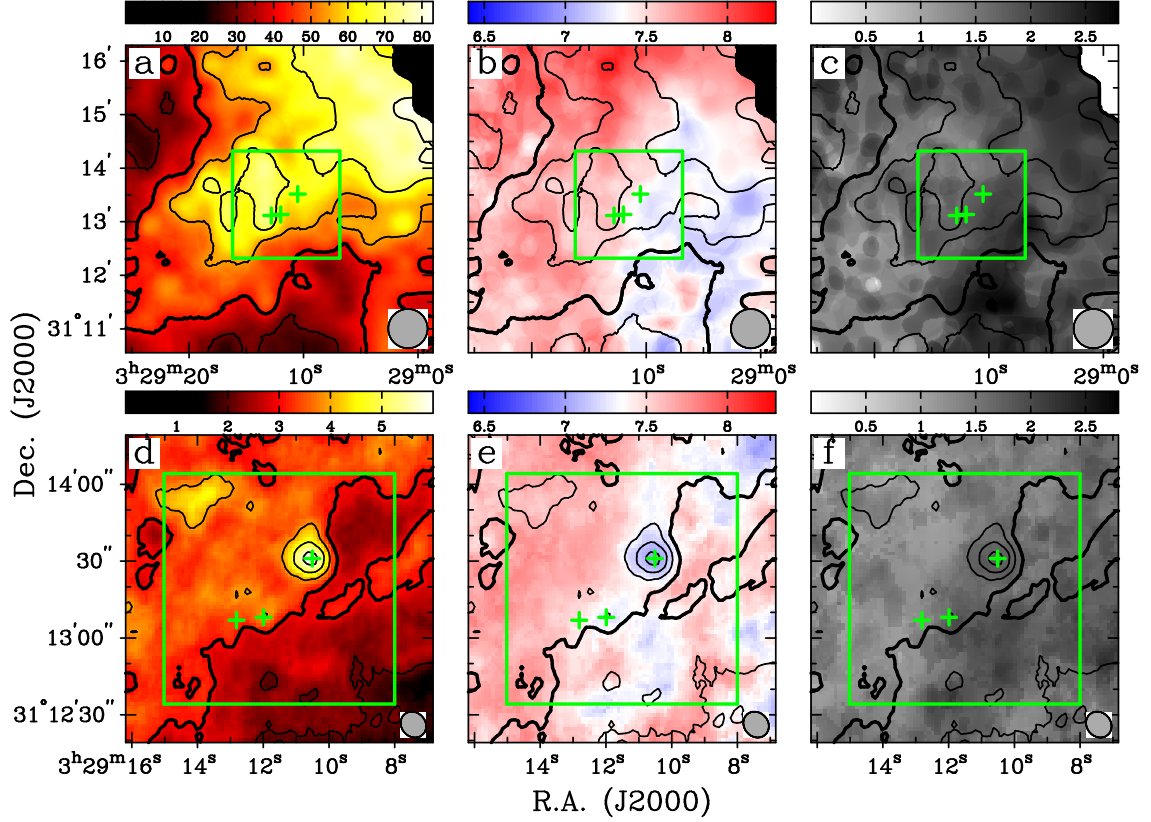 10 20 30 40 50 60 70 80
6.5 7 7.5 8
0.5 1 1.5 2 2.5
a
b
c
16'
15'
14'
13'
12'
31°11'
3ʰ29ᵐ20ˢ 10ˢ 29ᵐ0ˢ
10ˢ 29ᵐ0ˢ
10ˢ 29ᵐ0ˢ
1 2 3 4 5
6.5 7 7.5 8
0.5 1 1.5 2 2.5
d
e
f
14'00"
30"
13'00"
31°12'30"
3ʰ29ᵐ16ˢ 14ˢ 12ˢ 10ˢ 8ˢ
14ˢ 12ˢ 10ˢ 8ˢ
14ˢ 12ˢ 10ˢ 8ˢ
Dec. (J2000)
R.A. (J2000)